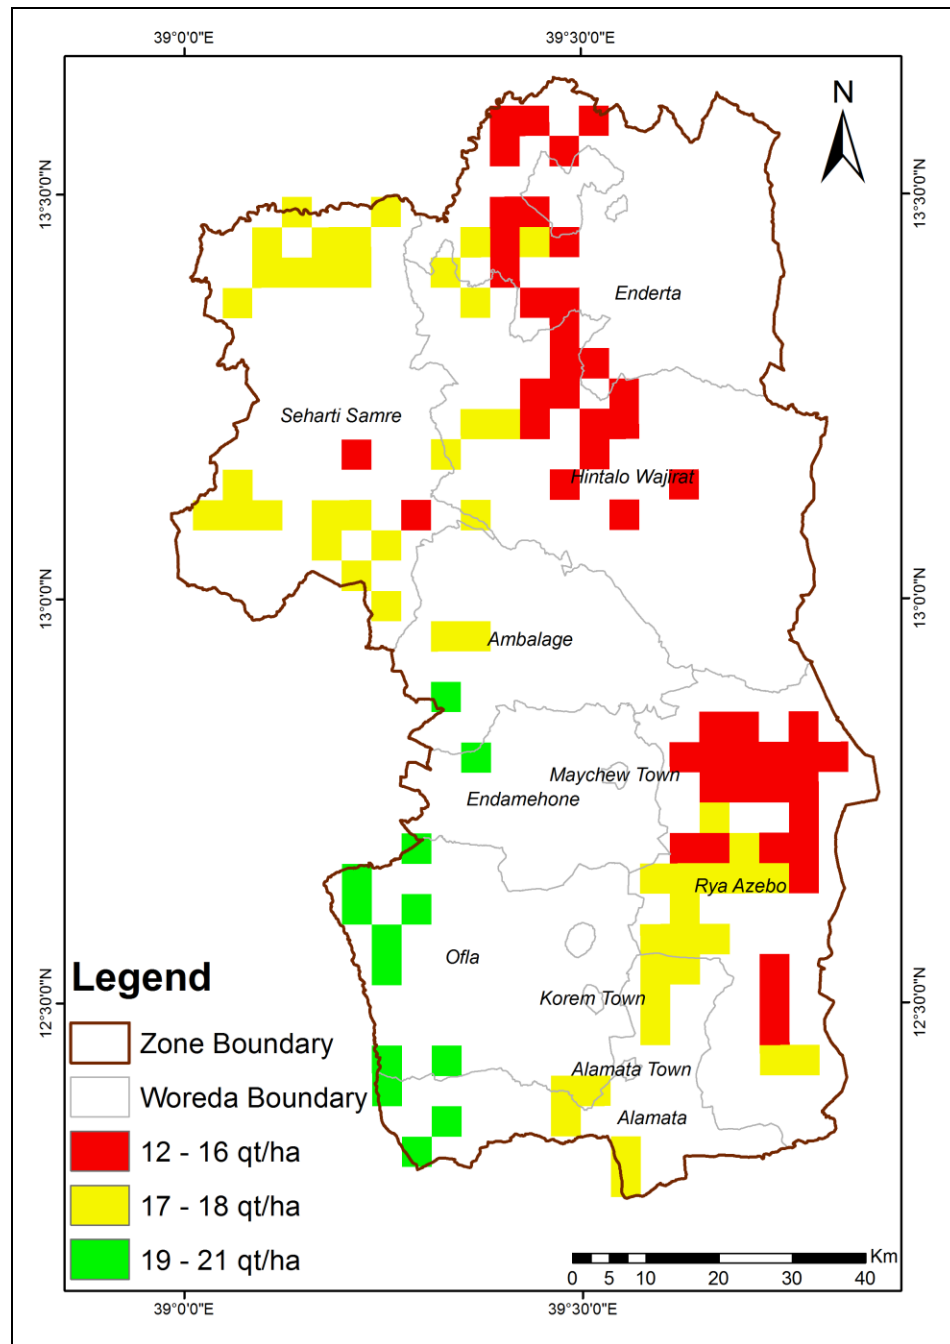 39°0'0"E 39°30'0"E
N
13°30'0"N 13°30'0"N
Enderta
Seharti Samre
Hintalo Wajirat
13°0'0"N 13°0'0"N
Ambalage
Maychew Town
Endamehone
Rya Azebo
Ofla
Legend
Korem Town
12°30'0"N 12°30'0"N
Zone Boundary
Alamata Town
Woreda Boundary
Alamata
12 - 16 qt/ha
17 - 18 qt/ha
19 - 21 qt/ha
Km
0 5 10 20 30 40
39°0'0"E 39°30'0"E